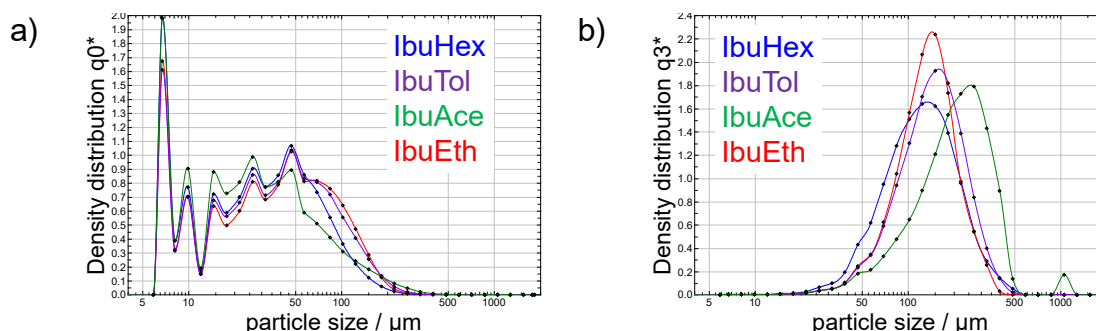 a)
Density distribution q0*
2.0
1.9
1.8
1.7
1.6
1.5
1.4
1.3
1.2
1.1
1.0
0.9
0.8
0.7
0.6
0.5
0.4
0.3
0.2
0.1
0.0
IbuHex
IbuTol
IbuAce
IbuEth
5 10 50 100 500 1000
particle size / µm
b)
Density distribution q3*
2.4
2.2
2.0
1.8
1.6
1.4
1.2
1.0
0.8
0.6
0.4
0.2
0.0
IbuHex
IbuTol
IbuAce
IbuEth
5 10 50 100 500 1000
particle size / µm